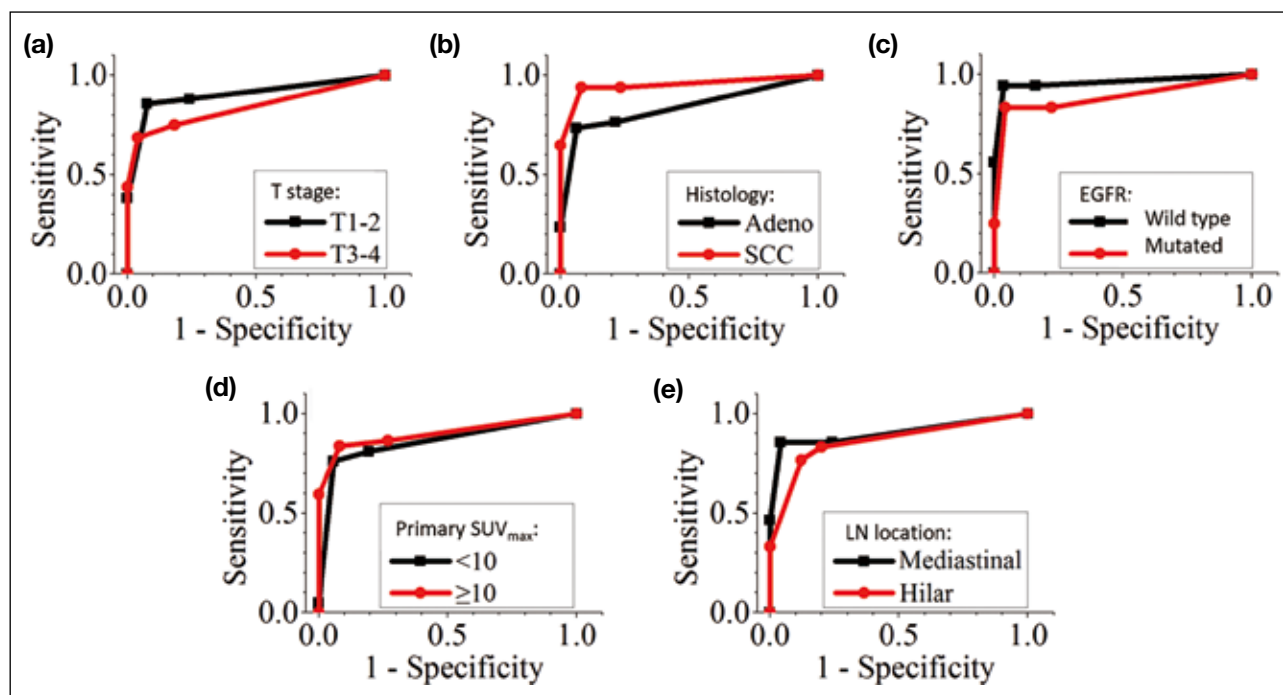 (a)
1.0
0.5
0.0
Sensitivity
T stage:
T1-2
T3-4
0.0 0.5 1.0
1 - Specificity
(b)
1.0
0.5
0.0
Sensitivity
Histology:
Adeno
SCC
0.0 0.5 1.0
1 - Specificity
(c)
1.0
0.5
0.0
Sensitivity
EGFR:
Wild type
Mutated
0.0 0.5 1.0
1 - Specificity
(d)
1.0
0.5
0.0
Sensitivity
Primary SUVmax:
<10
≥10
0.0 0.5 1.0
1 - Specificity
(e)
1.0
0.5
0.0
Sensitivity
LN location:
Mediastinal
Hilar
0.0 0.5 1.0
1 - Specificity